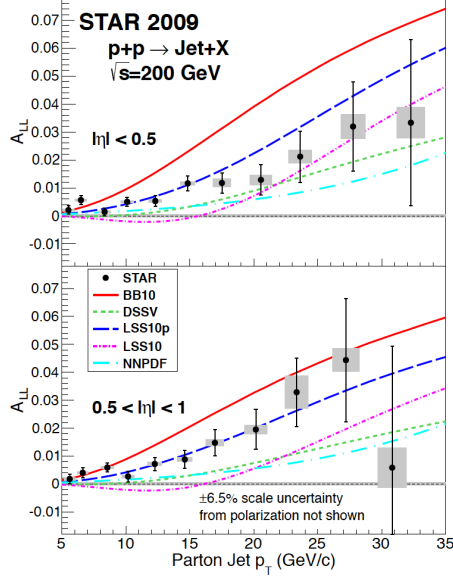 STAR 2009
p+p → Jet+X
√s=200 GeV
|η| < 0.5
A_LL
0.07
0.06
0.05
0.04
0.03
0.02
0.01
0
-0.01
STAR
BB10
DSSV
LSS10p
LSS10
NNPDF
0.5 < |η| < 1
A_LL
0.07
0.06
0.05
0.04
0.03
0.02
0.01
0
-0.01
±6.5% scale uncertainty
from polarization not shown
5 10 15 20 25 30 35
Parton Jet p_T (GeV/c)